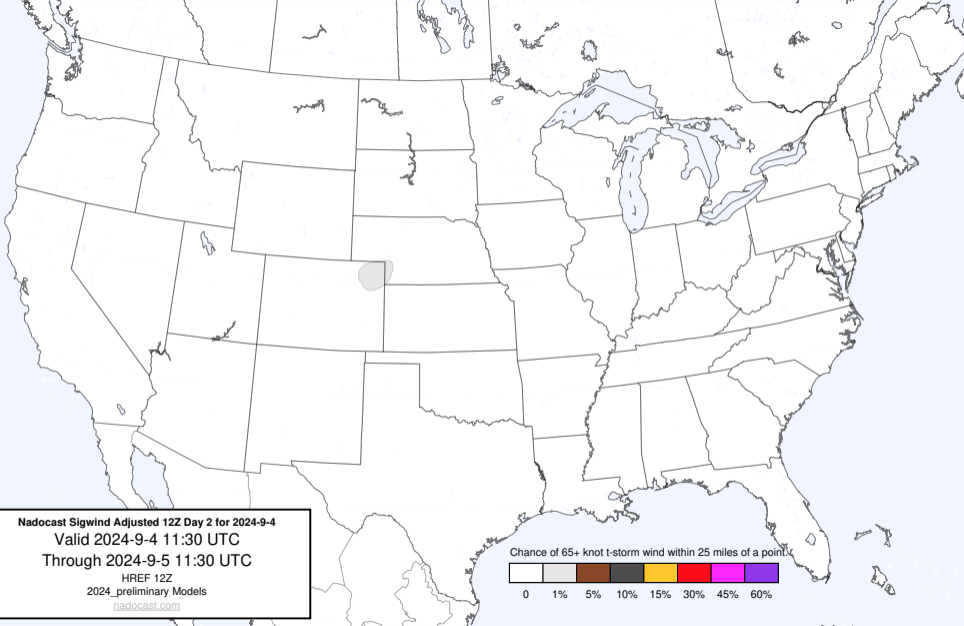 Nadocast Sigwind Adjusted 12Z Day 2 for 2024-9-4
Valid 2024-9-4 11:30 UTC
Through 2024-9-5 11:30 UTC
HREF 12Z
2024_preliminary Models
nadocast.com
Chance of 65+ knot t-storm wind within 25 miles of a point.
0 1% 5% 10% 15% 30% 45% 60%